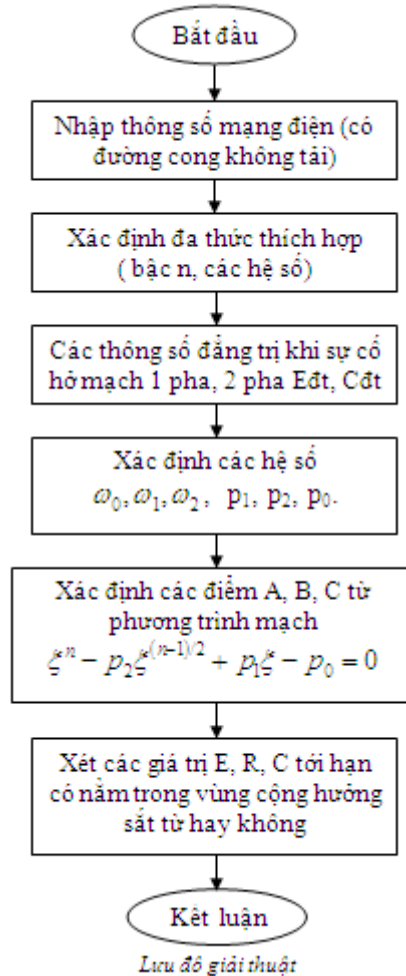 Bắt đầu
Nhập thông số mạng điện (có
đường cong không tải)
Xác định đa thức thích hợp
( bậc n, các hệ số)
Các thông số đẳng trị khi sự cố
hở mạch 1 pha, 2 pha Eđt, Cđt
Xác định các hệ số
ω₀, ω₁, ω₂ , p₁, p₂, p₀.
Xác định các điểm A, B, C từ
phương trình mạch
ξⁿ − p₂ξ⁽ⁿ⁻¹⁾ᐟ² + p₁ξ − p₀ = 0
Xét các giá trị E, R, C tới hạn
có nằm trong vùng cộng hưởng
sắt từ hay không
Kết luận
Lưu đồ giải thuật